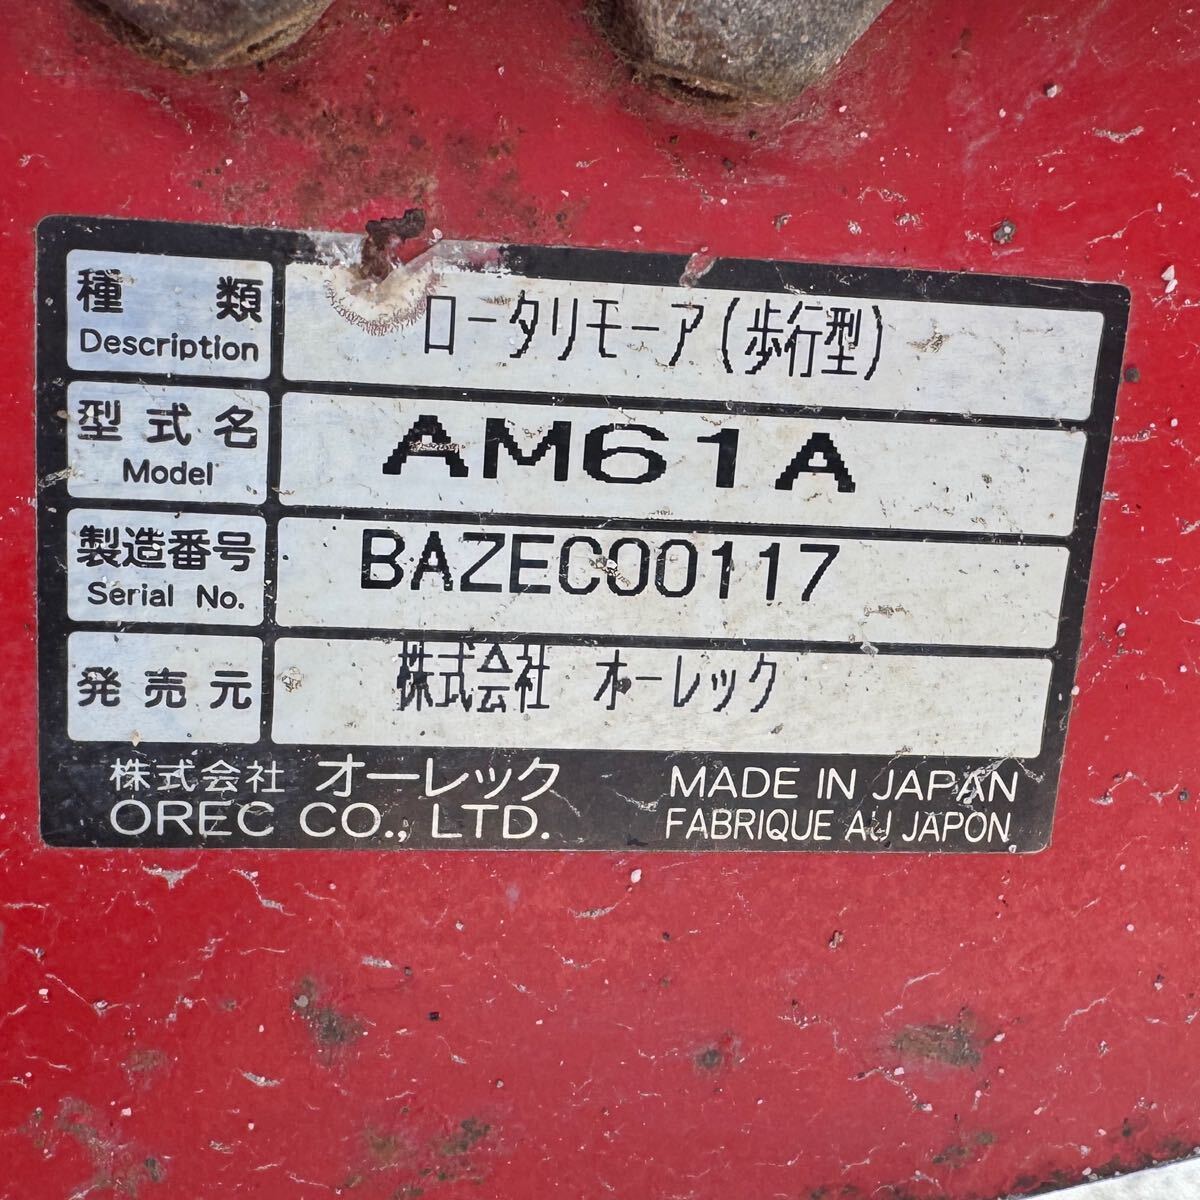 種類 ロータリモーア(歩行型)
Description
型式名 AM61A
Model
製造番号 BAZEC00117
Serial No.
発売元 株式会社 オーレック
株式会社 オーレック MADE IN JAPAN
OREC CO., LTD. FABRIQUE AU JAPON